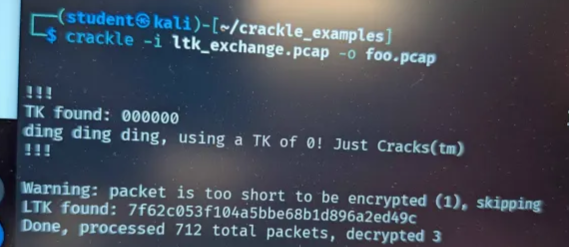 ┌──(student㉿kali)-[~/crackle_examples]
└─$ crackle -i ltk_exchange.pcap -o foo.pcap
!!!
TK found: 000000
ding ding ding, using a TK of 0! Just Cracks(tm)
!!!
Warning: packet is too short to be encrypted (1), skipping
LTK found: 7f62c053f104a5bbe68b1d896a2ed49c
Done, processed 712 total packets, decrypted 3